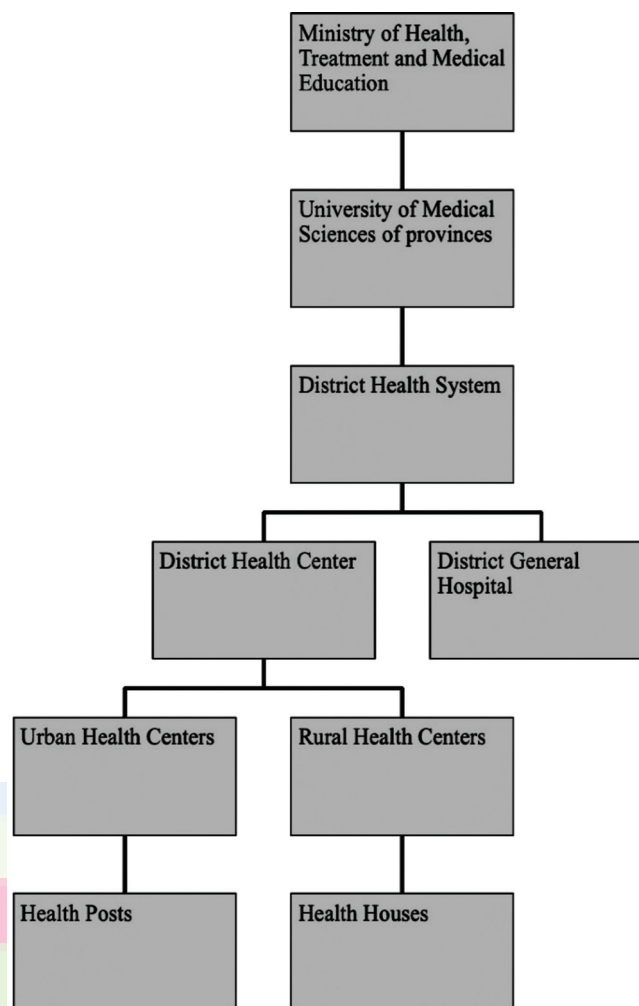 Ministry of Health,
Treatment and Medical
Education
University of Medical
Sciences of provinces
District Health System
District Health Center
District General
Hospital
Urban Health Centers
Rural Health Centers
Health Posts
Health Houses